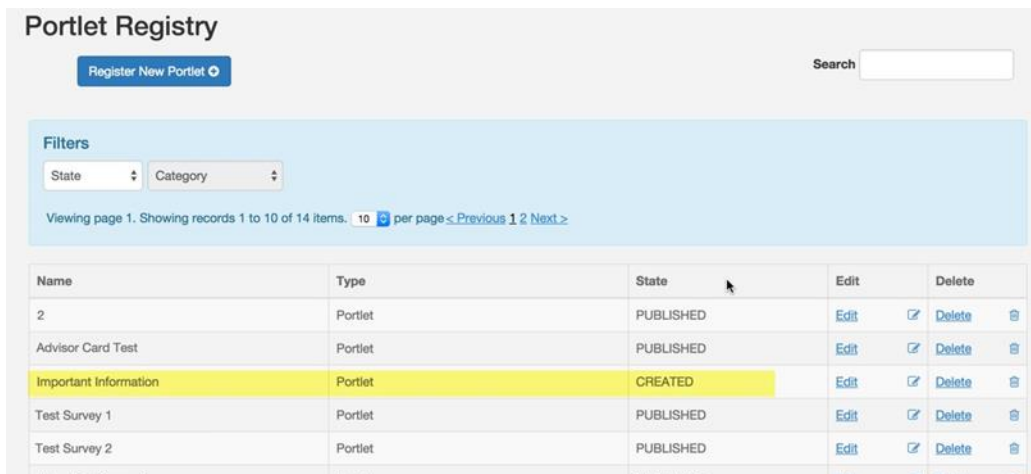 Portlet Registry
Register New Portlet
Search
Filters
State Category
Viewing page 1. Showing records 1 to 10 of 14 items. 10 per page < Previous 1 2 Next >
Name Type State Edit Delete
2 Portlet PUBLISHED Edit Delete
Advisor Card Test Portlet PUBLISHED Edit Delete
Important Information Portlet CREATED Edit Delete
Test Survey 1 Portlet PUBLISHED Edit Delete
Test Survey 2 Portlet PUBLISHED Edit Delete